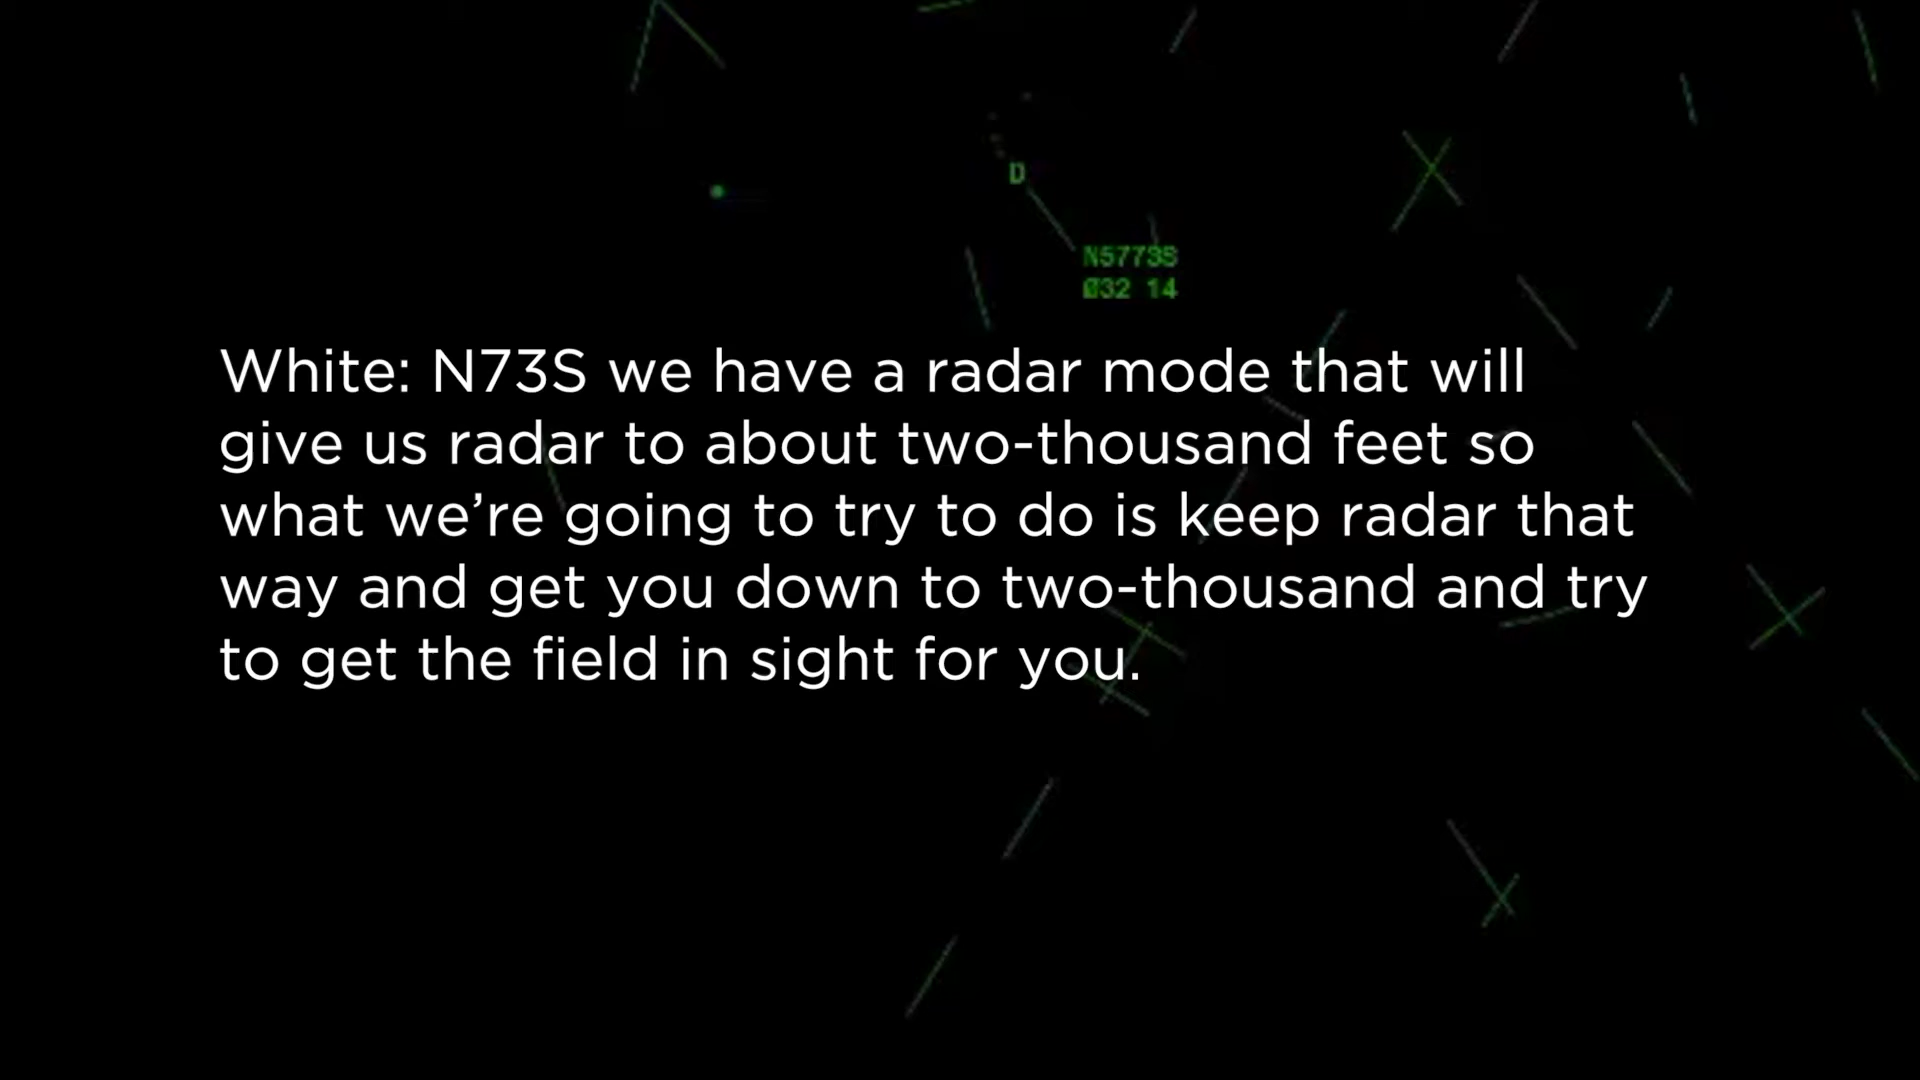 D
N5773S
032 14
White: N73S we have a radar mode that will
give us radar to about two-thousand feet so
what we’re going to try to do is keep radar that
way and get you down to two-thousand and try
to get the field in sight for you.